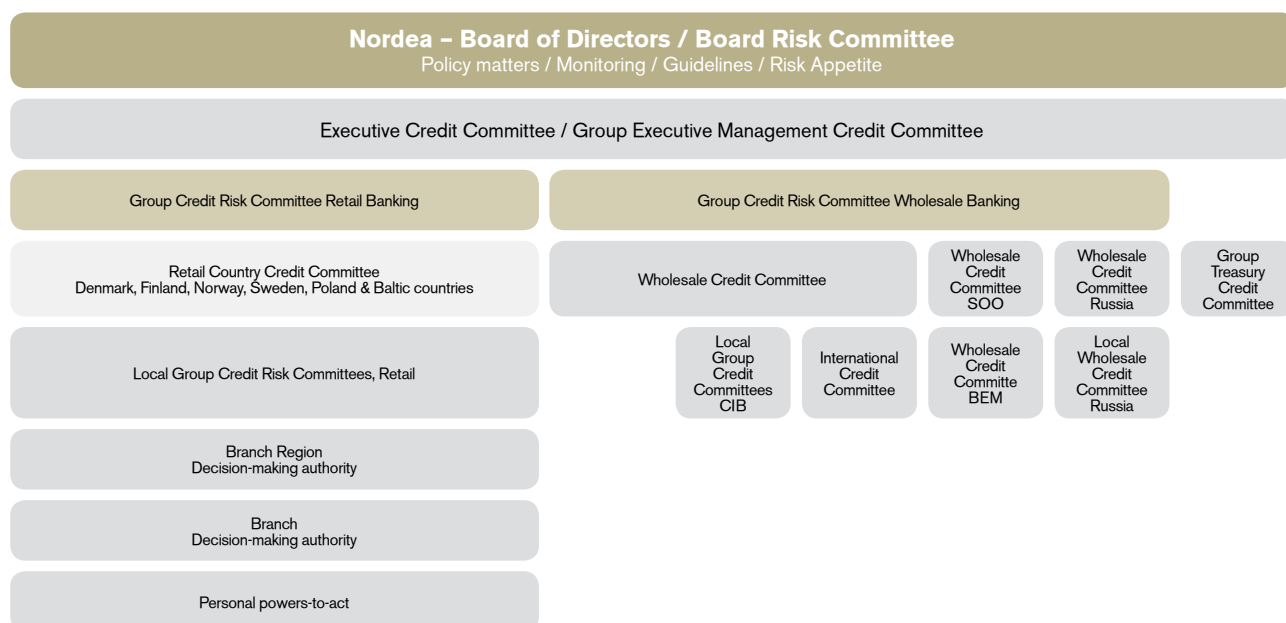 Nordea – Board of Directors / Board Risk Committee
Policy matters / Monitoring / Guidelines / Risk Appetite
Executive Credit Committee / Group Executive Management Credit Committee
Group Credit Risk Committee Retail Banking
Group Credit Risk Committee Wholesale Banking
Retail Country Credit Committee
Denmark, Finland, Norway, Sweden, Poland & Baltic countries
Wholesale Credit Committee
Wholesale
Credit
Committee
SOO
Wholesale
Credit
Committee
Russia
Group
Treasury
Credit
Committee
Local Group Credit Risk Committees, Retail
Local
Group
Credit
Committees
CIB
International
Credit
Committee
Wholesale
Credit
Committe
BEM
Local
Wholesale
Credit
Committee
Russia
Branch Region
Decision-making authority
Branch
Decision-making authority
Personal powers-to-act